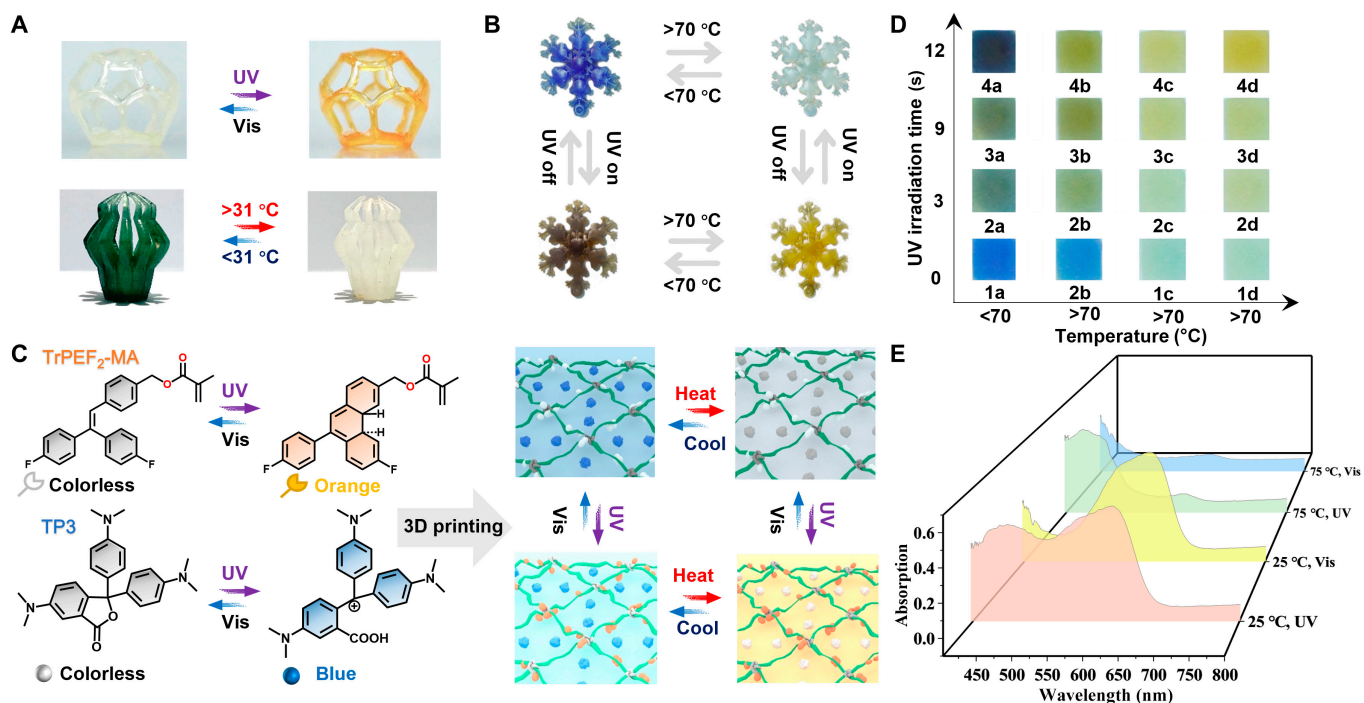 A
UV
Vis
>31 °C
<31 °C
B
>70 °C
<70 °C
UV off
UV on
UV off
UV on
>70 °C
<70 °C
D
UV irradiation time (s)
12
4a 4b 4c 4d
9
3a 3b 3c 3d
3
2a 2b 2c 2d
0
1a 2b 1c 1d
<70 >70 >70 >70
Temperature (°C)
C
TrPEF₂-MA
O
O
F
F
UV
Vis
O
O
H
H
F
F
Colorless
Orange
TP3
N
N
N
O
O
UV
Vis
N
N
N
COOH
Colorless
Blue
3D printing
Heat
Cool
Vis
UV
Vis
UV
Heat
Cool
E
Absorption
0.6
0.4
0.2
0.0
75 °C, Vis
75 °C, UV
25 °C, Vis
25 °C, UV
450 500 550 600 650 700 750 800
Wavelength (nm)